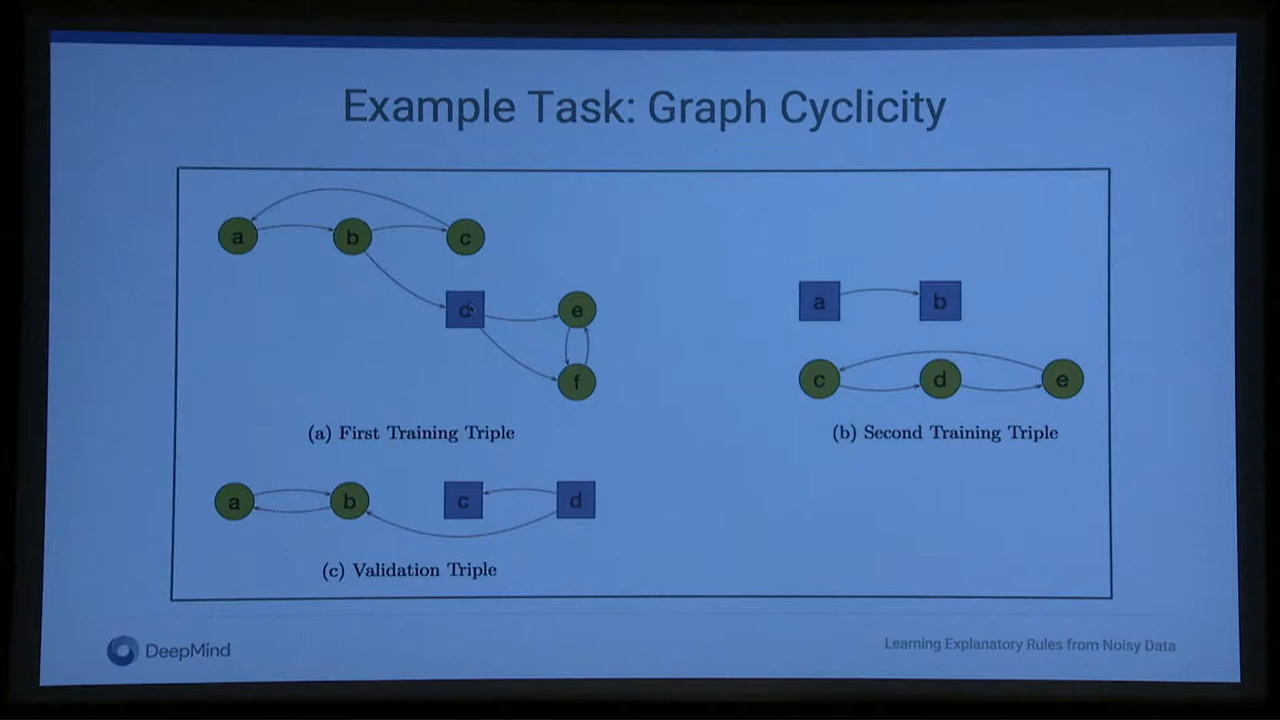 Example Task: Graph Cyclicity
a b c
d e
f
(a) First Training Triple
a b
c d e
(b) Second Training Triple
a b c d
(c) Validation Triple
DeepMind
Learning Explanatory Rules from Noisy Data